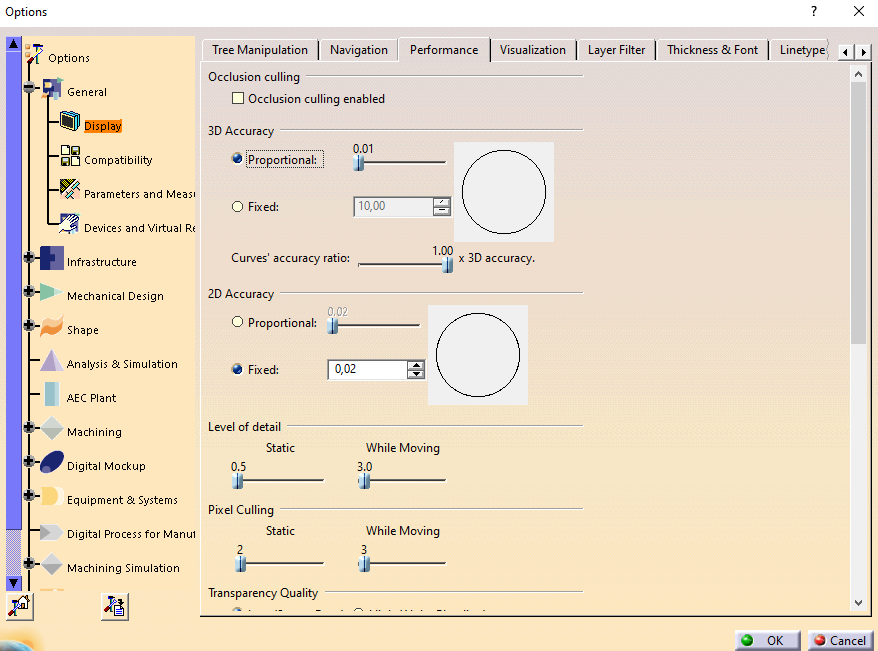 Options
?
Options
General
Display
Compatibility
Parameters and Meas
Devices and Virtual Re
Infrastructure
Mechanical Design
Shape
Analysis & Simulation
AEC Plant
Machining
Digital Mockup
Equipment & Systems
Digital Process for Manuf
Machining Simulation
Tree Manipulation Navigation Performance Visualization Layer Filter Thickness & Font Linetype
Occlusion culling
Occlusion culling enabled
3D Accuracy
0.01
Proportional:
Fixed: 10,00
1.00
Curves' accuracy ratio: x 3D accuracy.
2D Accuracy
0.02
Proportional:
Fixed: 0,02
Level of detail
Static While Moving
0.5 3.0
Pixel Culling
Static While Moving
2 3
Transparency Quality
OK Cancel